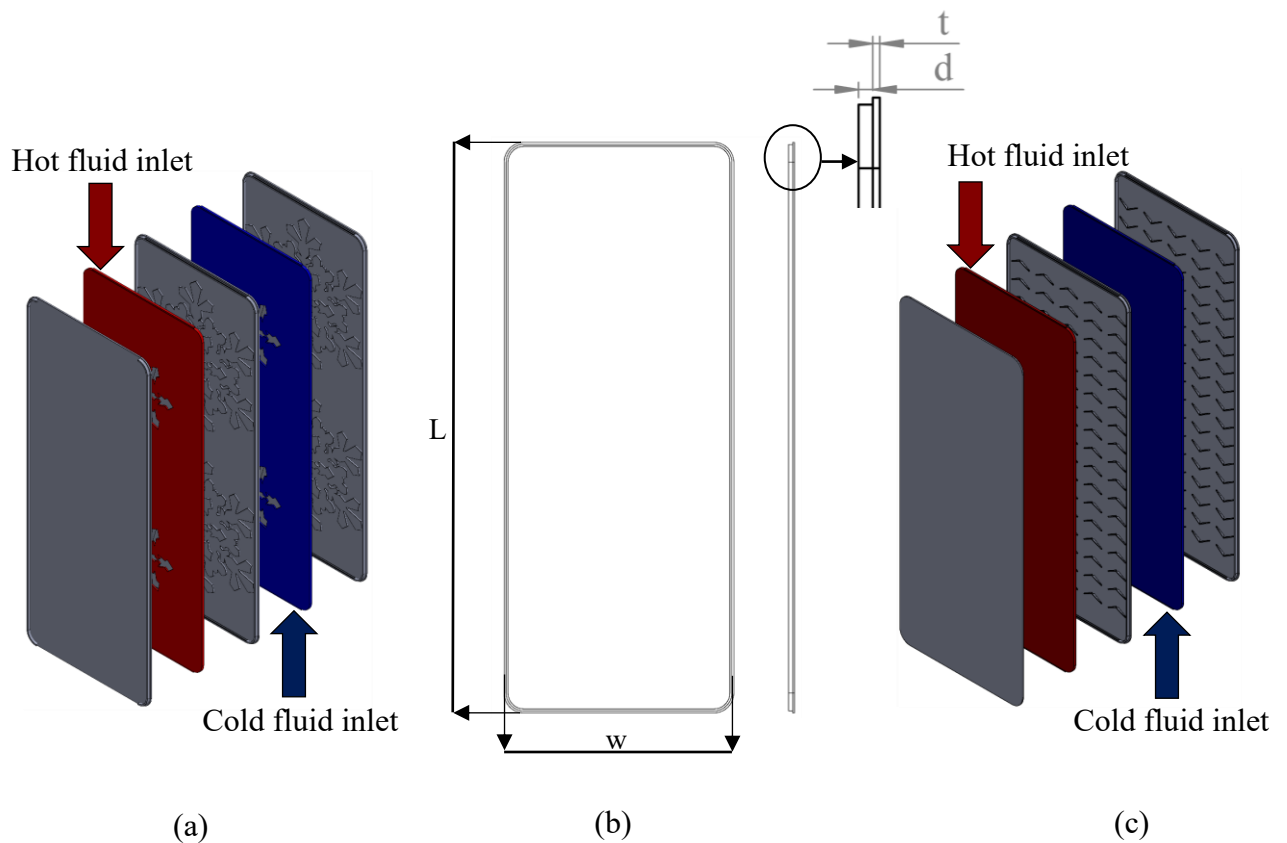 t
d
Hot fluid inlet
Hot fluid inlet
L
Cold fluid inlet
Cold fluid inlet
w
(a)
(b)
(c)